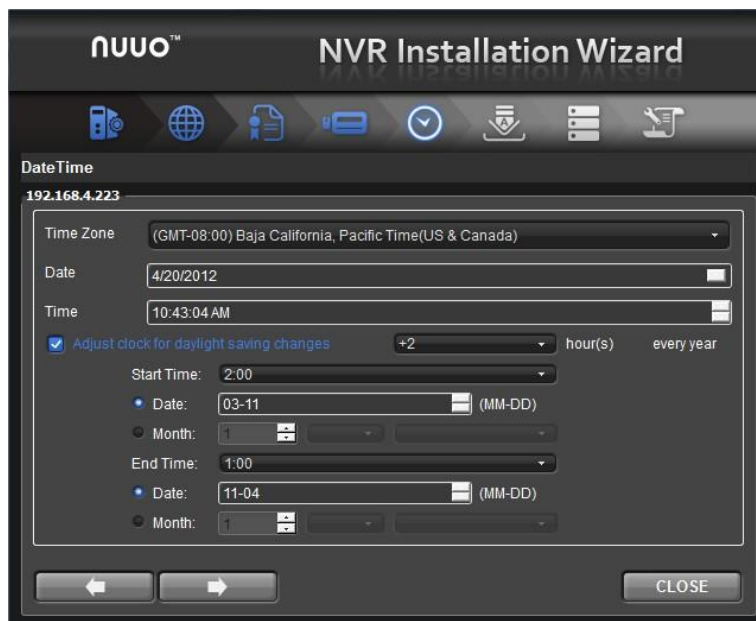 nuuo™
NVR Installation Wizard
DateTime
192.168.4.223
Time Zone (GMT-08:00) Baja California, Pacific Time(US & Canada)
Date 4/20/2012
Time 10:43:04 AM
Adjust clock for daylight saving changes +2 hour(s) every year
Start Time: 2:00
Date: 03-11 (MM-DD)
Month: 1
End Time: 1:00
Date: 11-04 (MM-DD)
Month: 1
CLOSE